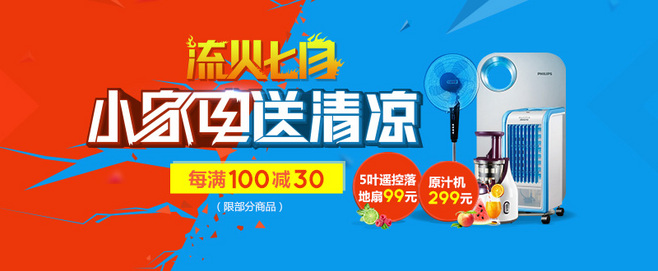 流火七月
小家电送清凉
每满100减30
（限部分商品）
5叶遥控落
地扇99元
原汁机
299元
PHILIPS